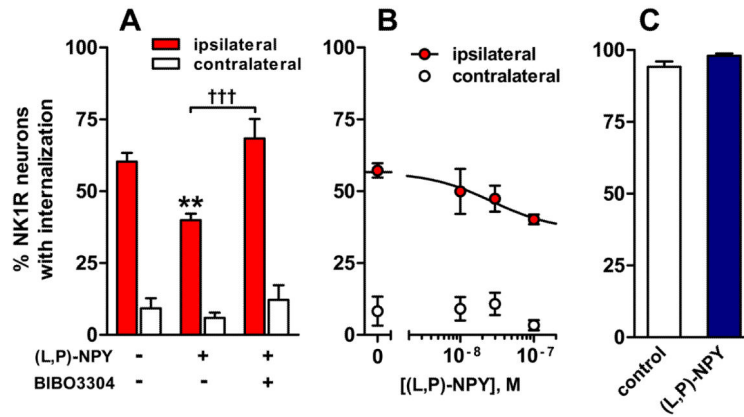 A
B
C
% NK1R neurons
with internalization
100
75
50
25
0
ipsilateral
contralateral
†††
**
(L,P)-NPY - + +
BIBO3304 - - +
100
75
50
25
0
ipsilateral
contralateral
0 10⁻⁸ 10⁻⁷
[(L,P)-NPY], M
100
75
50
25
0
control
(L,P)-NPY